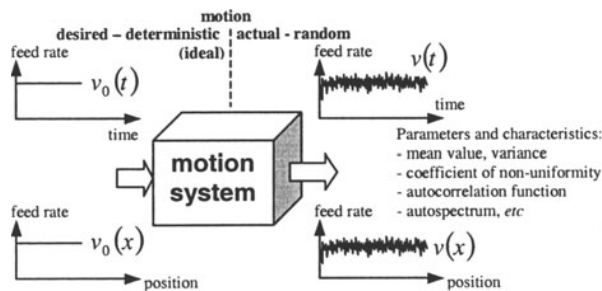 motion
desired – deterministic
(ideal)
actual - random
feed rate
v₀(t)
time
feed rate
v(t)
time
motion
system
Parameters and characteristics:
- mean value, variance
- coefficient of non-uniformity
- autocorrelation function
- autospectrum, etc
feed rate
v₀(x)
position
feed rate
v(x)
position